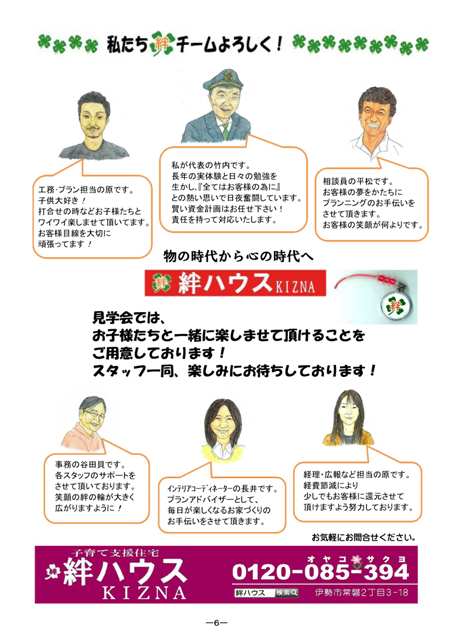 私たち絆チームよろしく！
工務・プラン担当の原です。
子供大好き！
打合せの時などお子様たちと
ワイワイ楽しませて頂いてます。
お客様目線を大切に
頑張ってます！
私が代表の竹内です。
長年の実体験と日々の勉強を
生かし、『全てはお客様の為に』
との熱い思いで日夜奮闘しています。
賢い資金計画はお任せ下さい！
責任を持って対応いたします。
相談員の平松です。
お客様の夢をかたちに
プランニングのお手伝いを
させて頂きます。
お客様の笑顔が何よりです。
物の時代から心の時代へ
絆 絆ハウス KIZNA
絆
見学会では、
お子様たちと一緒に楽しませて頂けることを
ご用意しております！
スタッフ一同、楽しみにお待ちしております！
事務の谷田貝です。
各スタッフのサポートを
させて頂いております。
笑顔の絆の輪が大きく
広がりますように！
ｲﾝﾃﾘｱｺｰﾃﾞｨﾈｰﾀｰの長井です。
プランアドバイザーとして、
毎日が楽しくなるお家づくりの
お手伝いをさせて頂きます。
経理・広報など担当の原です。
経費節減により
少しでもお客様に還元させて
頂けますよう努力しております。
お気軽にお問合せください。
子育て支援住宅
絆 絆ハウス
KIZNA
オヤコ サクヨ
0120-085-394
絆ハウス 検索
伊勢市常磐2丁目3-18
－6－